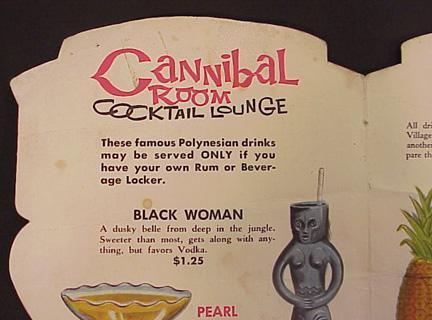 Cannibal
ROOM
COCKTAIL LOUNGE
These famous Polynesian drinks
may be served ONLY if you
have your own Rum or Bever-
age Locker.
BLACK WOMAN
A dusky belle from deep in the jungle.
Sweeter than most, gets along with any-
thing, but favors Vodka.
$1.25
PEARL
All
Village
another
pare